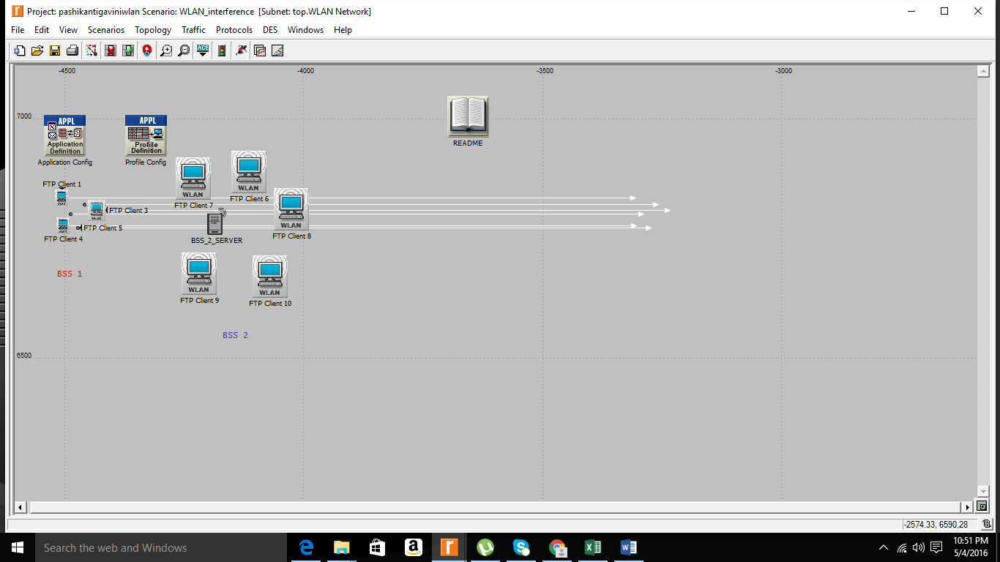 Project: pashikantigaviniwlan Scenario: WLAN_interference [Subnet: top.WLAN Network]
File Edit View Scenarios Topology Traffic Protocols DES Windows Help
ACE
-4500 -4000 -3500 -3000
7000
APPL
Application
Definition
Application Config
APPL
Profile
Definition
Profile Config
README
WLAN
FTP Client 7
WLAN
FTP Client 6
FTP Client 1
WLAN
FTP Client 3
WLAN
FTP Client 8
FTP Client 4
FTP Client 5
BSS_2_SERVER
BSS 1
WLAN
FTP Client 9
WLAN
FTP Client 10
BSS 2
6500
-2574.33, 6590.28
Search the web and Windows
10:51 PM
5/4/2016